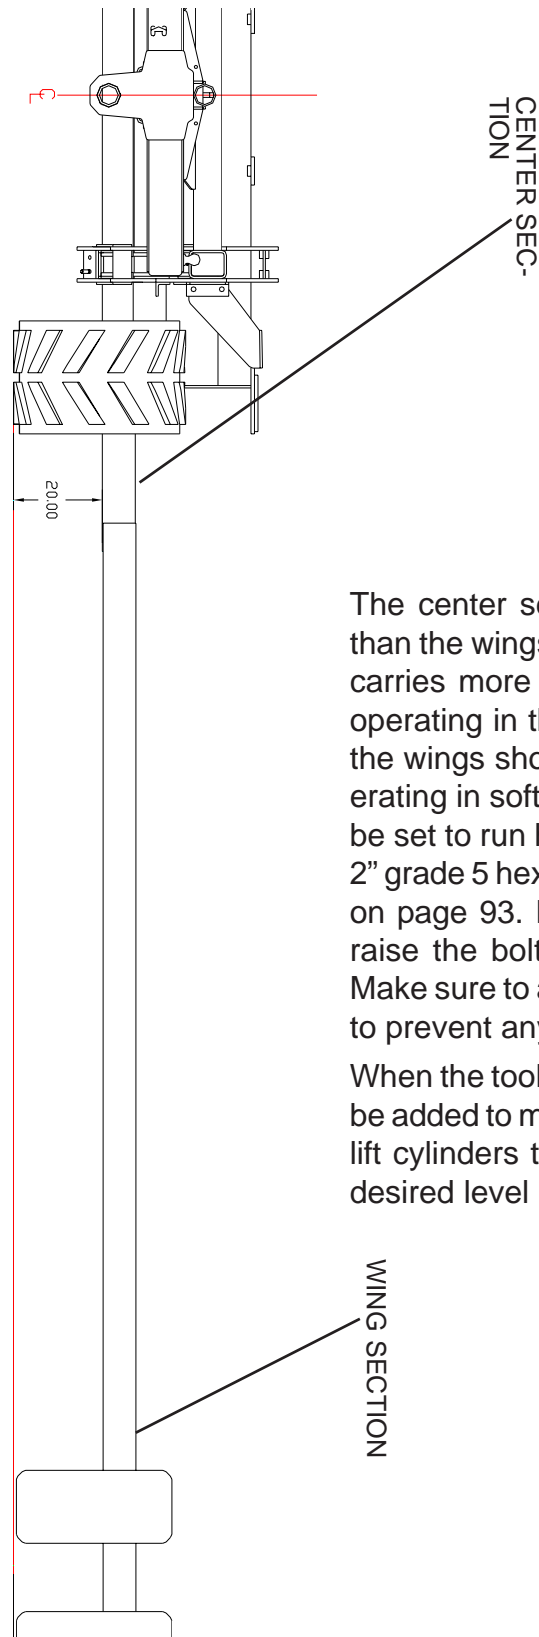 CL
CENTER SEC-
TION
20.00
The center s
than the wings
carries more
operating in th
the wings sho
erating in soft
be set to run
2” grade 5 hex
on page 93.
raise the bolt
Make sure to a
to prevent any
When the tool
be added to m
lift cylinders t
desired level
WING SECTION